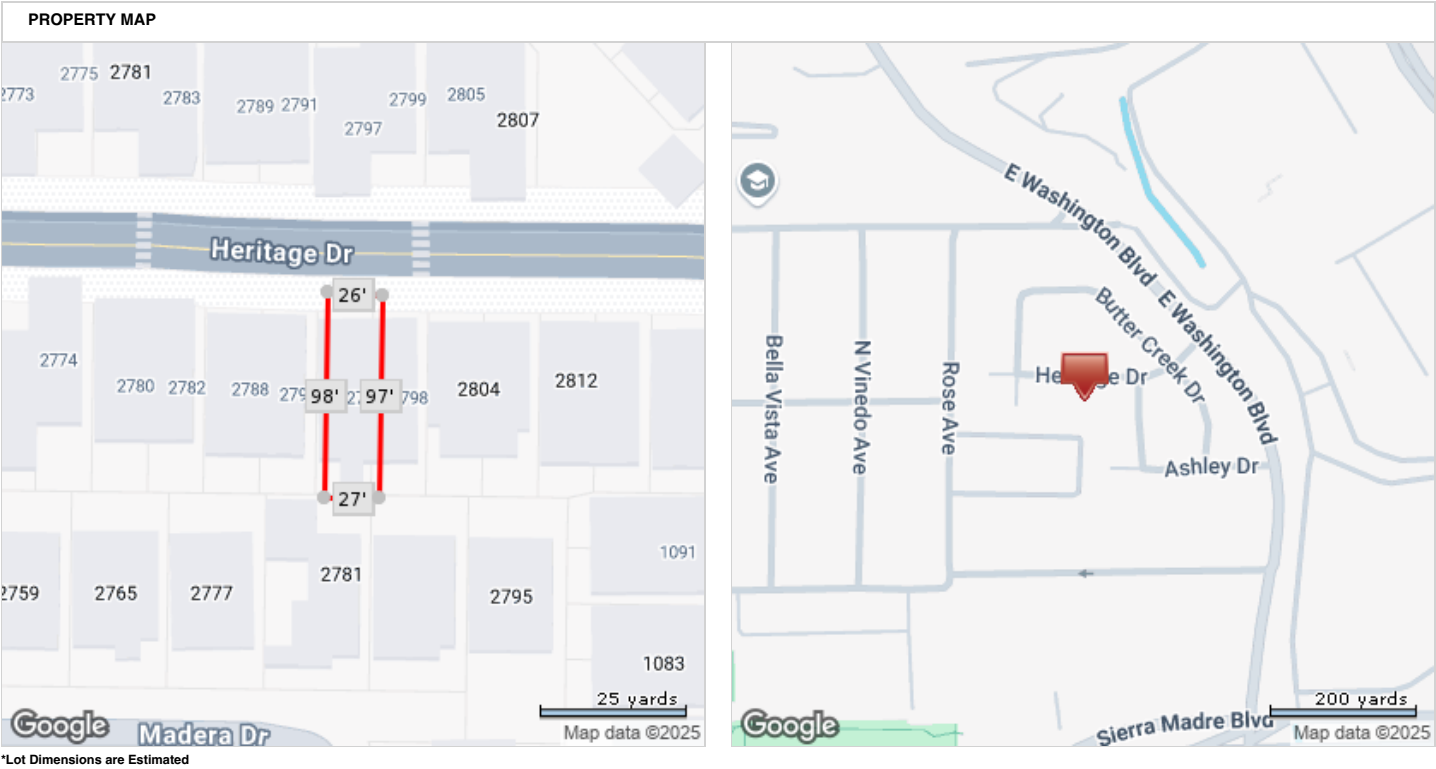 PROPERTY MAP
2775
2781
2773
2783
2789
2791
2799
2805
2797
2807
Heritage Dr
26'
2774
2780
2782
2788
98'
97'
798
2804
2812
27'
1091
2781
2759
2765
2777
2795
1083
25 yards
Google
Madera Dr
Map data ©2025
E Washington Blvd
E Washington Blvd
Butter Creek Dr
Bella Vista Ave
N Vinedo Ave
Rose Ave
Ashley Dr
200 yards
Google
Sierra Madre Blvd
Map data ©2025
*Lot Dimensions are Estimated